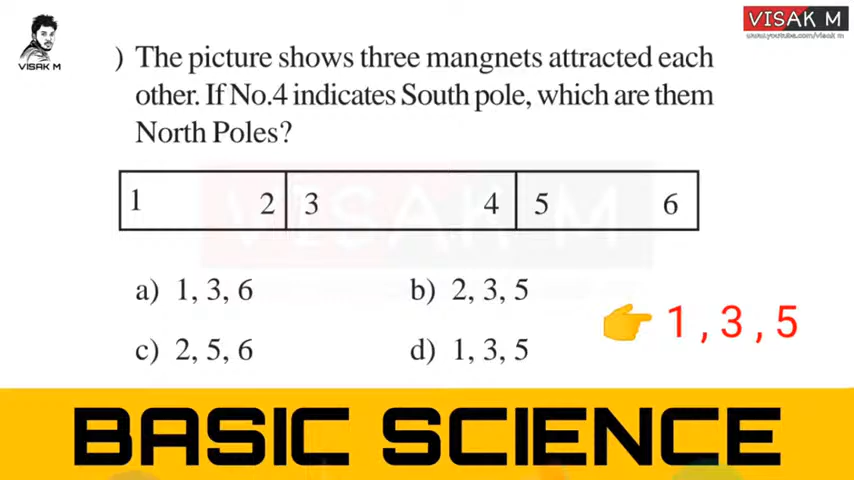 VISAK M
VISAK M
www.youtube.com/visak m
) The picture shows three mangnets attracted each
other. If No.4 indicates South pole, which are them
North Poles?
1 2 3 4 5 6
VISAK M
a) 1, 3, 6 b) 2, 3, 5
c) 2, 5, 6 d) 1, 3, 5
👉 1 , 3 , 5
BASIC SCIENCE